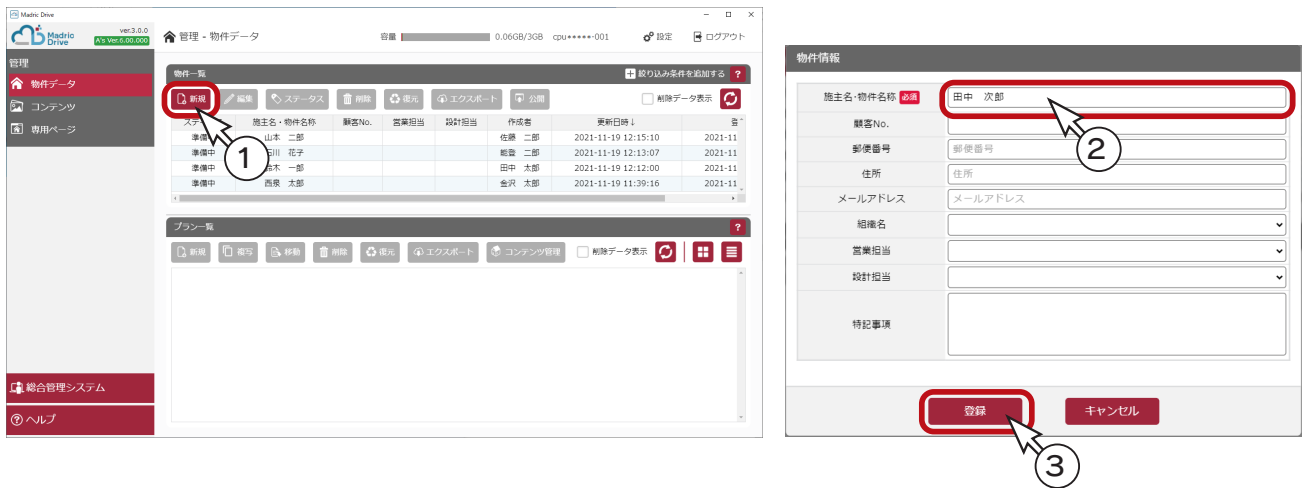 Madric Drive
Madric Drive
ver.3.0.0
A's Ver.6.00.000
管理 - 物件データ
容量
0.06GB/3GB
cpu*****-001
設定
ログアウト
管理
物件データ
コンテンツ
専用ページ
総合管理システム
ヘルプ
物件一覧
絞り込み条件を追加する ?
新規 編集 ステータス 削除 復元 エクスポート 公開 削除データ表示
ステ 施主名・物件名称 顧客No. 営業担当 設計担当 作成者 更新日時↓
準備 山本 二郎 佐藤 二郎 2021-11-19 12:15:10 2021-11
準備中 川 花子 能登 二郎 2021-11-19 12:13:07 2021-11
準備中 木 一郎 田中 太郎 2021-11-19 12:12:00 2021-11
準備中 西泉 太郎 金沢 太郎 2021-11-19 11:39:16 2021-11
1
プラン一覧 ?
新規 複写 移動 削除 復元 エクスポート コンテンツ管理 削除データ表示
物件情報
施主名・物件名称 必須 田中 次郎
顧客No.
2
郵便番号 郵便番号
住所 住所
メールアドレス メールアドレス
組織名
営業担当
設計担当
特記事項
登録 キャンセル
3